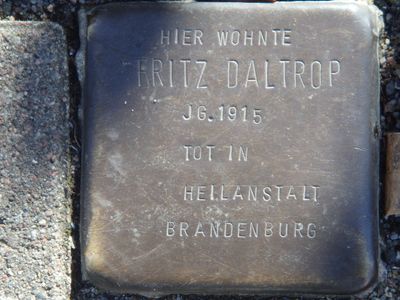 HIER WOHNTE
FRITZ DALTROP
JG. 1915
TOT IN
HEILANSTALT
BRANDENBURG